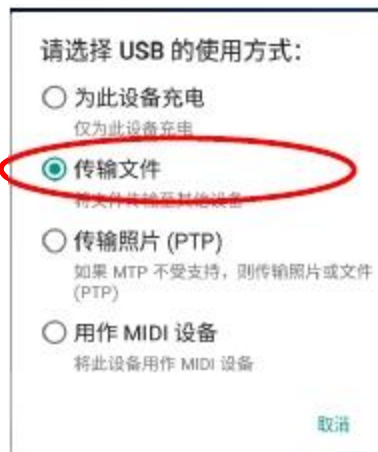 请选择 USB 的使用方式：
为此设备充电
仅为此设备充电
传输文件
将文件传输至其他设备
传输照片 (PTP)
如果 MTP 不受支持，则传输照片或文件
(PTP)
用作 MIDI 设备
将此设备用作 MIDI 设备
取消